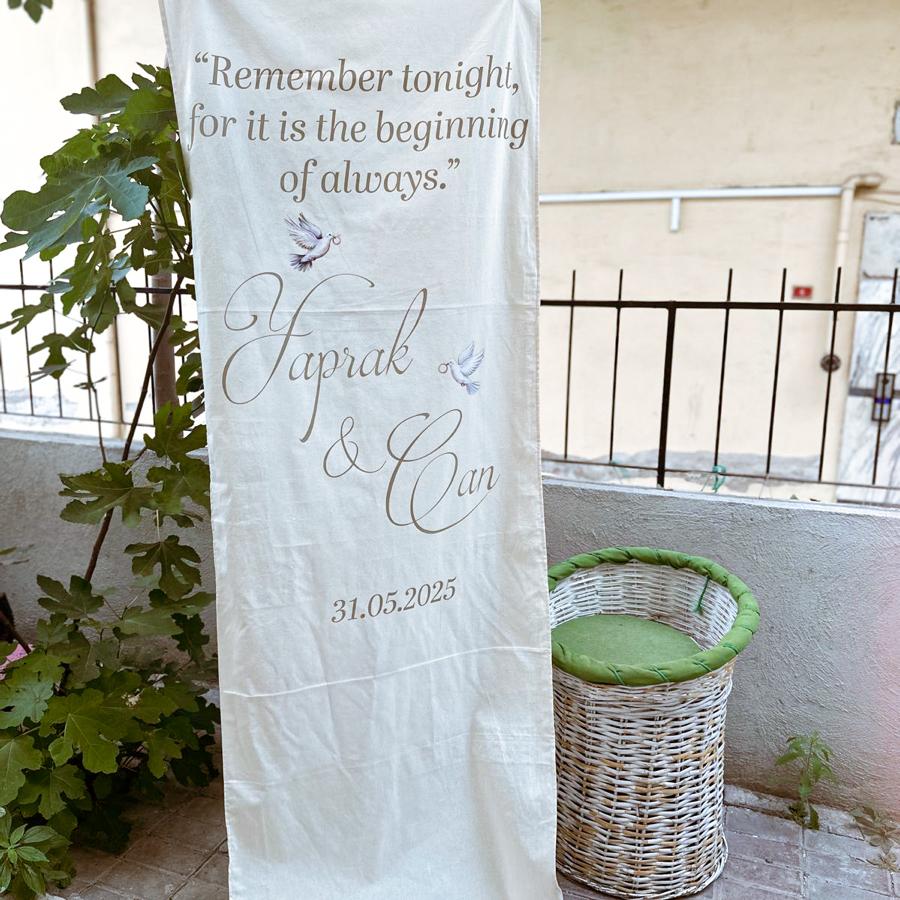 “Remember tonight,
for it is the beginning
of always.”
Yaprak
& Can
31.05.2025